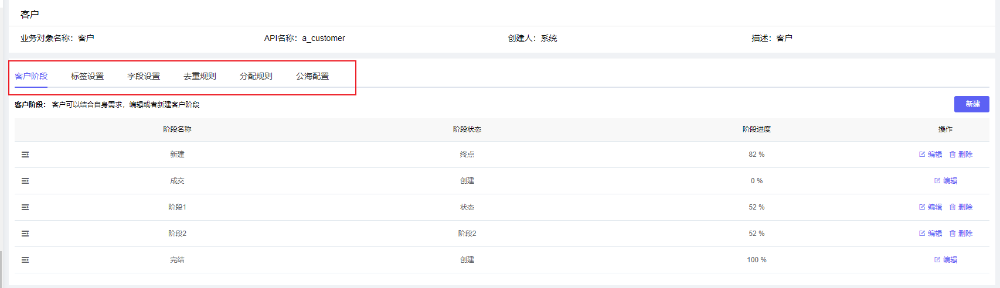 客户
业务对象名称：客户 API名称：a_customer 创建人：系统 描述：客户
客户阶段 标签设置 字段设置 去重规则 分配规则 公海配置
客户阶段： 客户可以结合自身需求，编辑或者新建客户阶段 新建
阶段名称 阶段状态 阶段进度 操作
新建 终点 82 % 编辑 删除
成交 创建 0 % 编辑
阶段1 状态 52 % 编辑 删除
阶段2 阶段2 52 % 编辑 删除
完结 创建 100 % 编辑